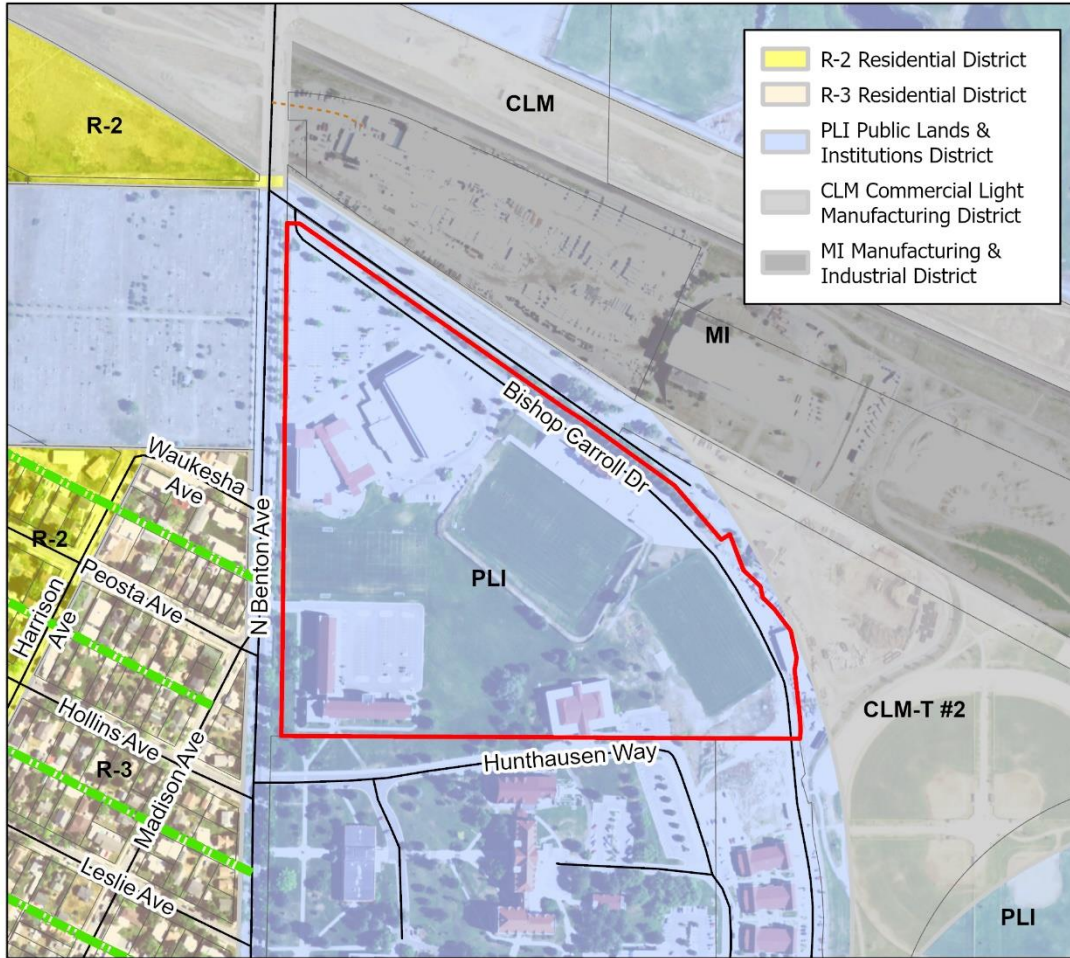 R-2 Residential District
R-3 Residential District
PLI Public Lands &
Institutions District
CLM Commercial Light
Manufacturing District
MI Manufacturing &
Industrial District
CLM
R-2
MI
Bishop Carroll Dr
Waukesha
Ave
N Benton Ave
R-2
Peosta Ave
PLI
Harrison
Ave
Hollins Ave
CLM-T #2
Hunthausen Way
R-3
Madison Ave
Leslie Ave
PLI